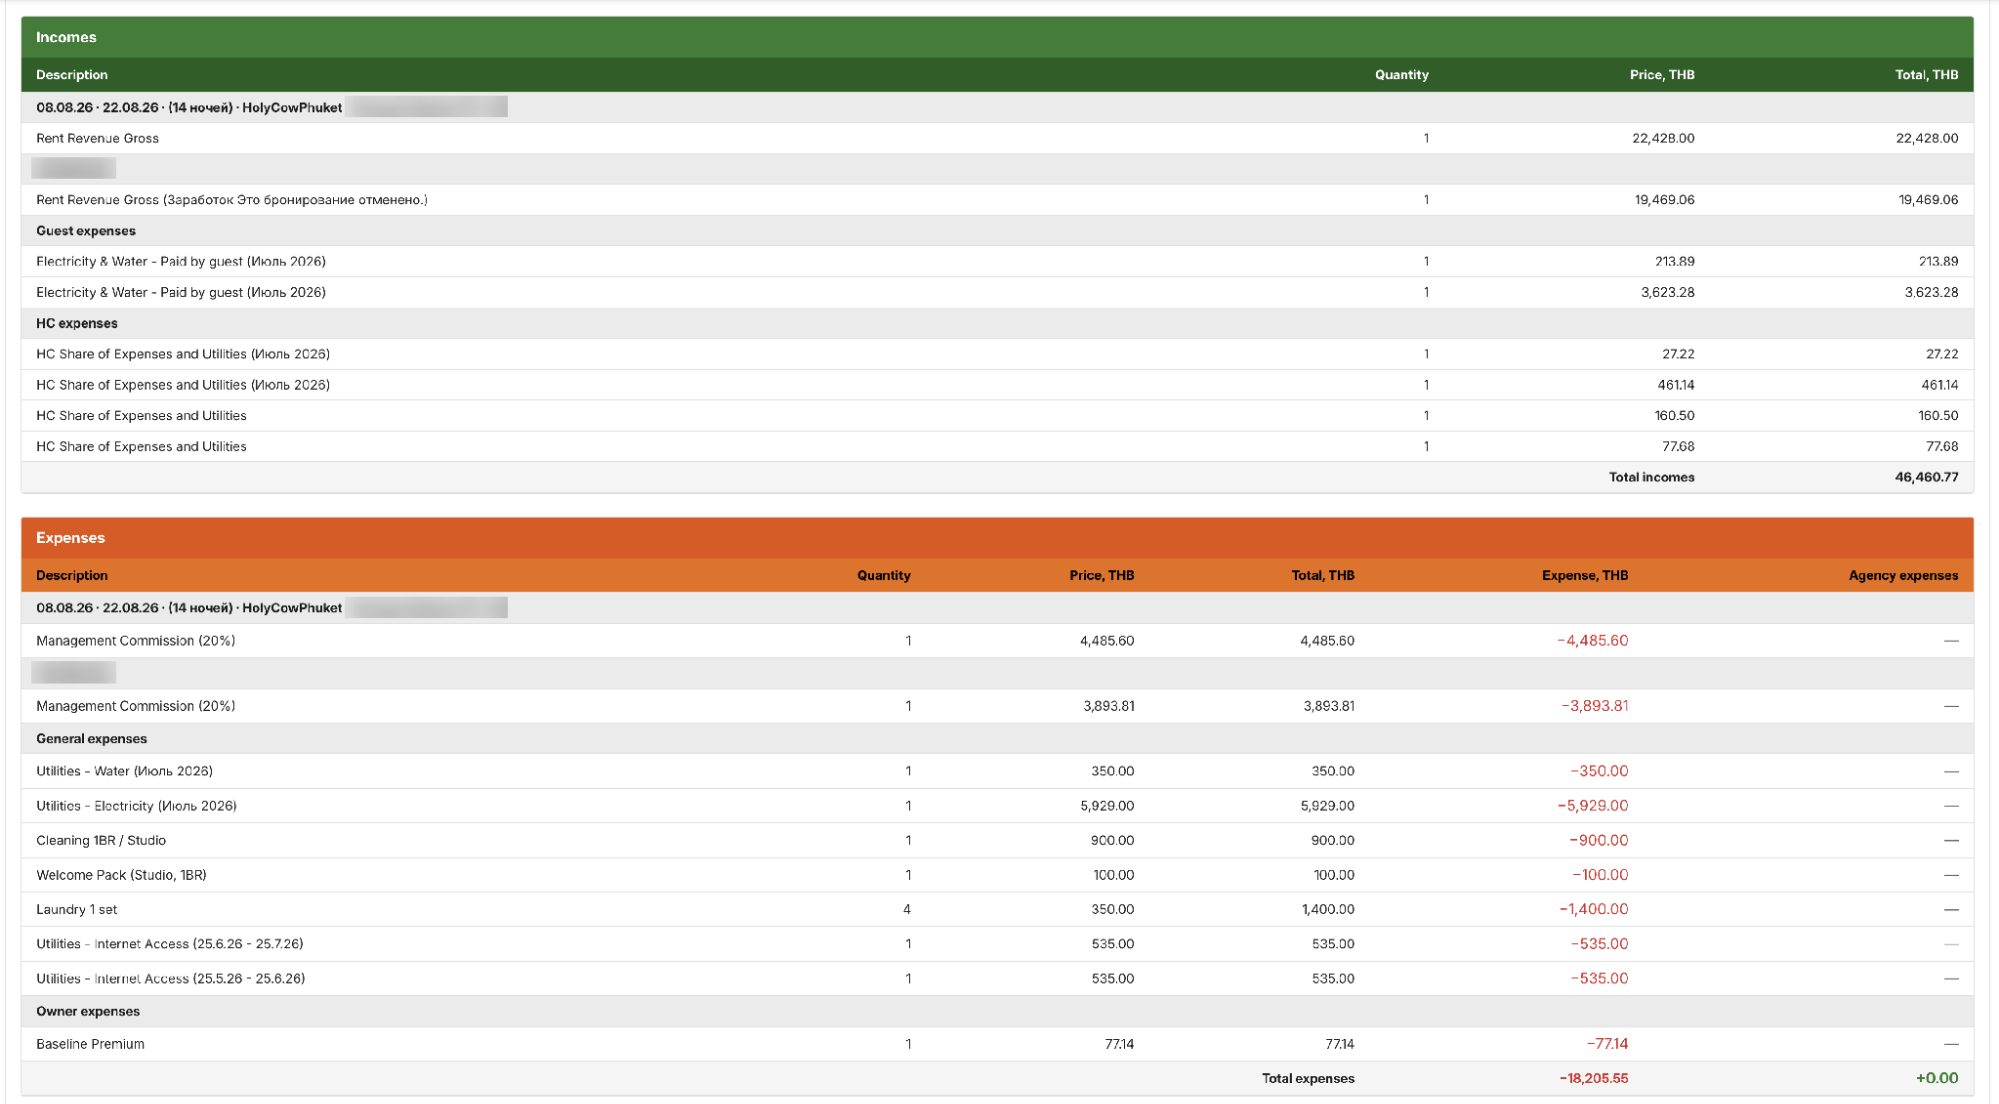 Incomes
Description Quantity Price, THB Total, THB
08.08.26 · 22.08.26 · (14 ночей) · HolyCowPhuket
Rent Revenue Gross 1 22,428.00 22,428.00
Rent Revenue Gross (Заработок Это бронирование отменено.) 1 19,469.06 19,469.06
Guest expenses
Electricity & Water - Paid by guest (Июль 2026) 1 213.89 213.89
Electricity & Water - Paid by guest (Июль 2026) 1 3,623.28 3,623.28
HC expenses
HC Share of Expenses and Utilities (Июль 2026) 1 27.22 27.22
HC Share of Expenses and Utilities (Июль 2026) 1 461.14 461.14
HC Share of Expenses and Utilities 1 160.50 160.50
HC Share of Expenses and Utilities 1 77.68 77.68
Total incomes 46,460.77
Expenses
Description Quantity Price, THB Total, THB Expense, THB Agency expenses
08.08.26 · 22.08.26 · (14 ночей) · HolyCowPhuket
Management Commission (20%) 1 4,485.60 4,485.60 −4,485.60 —
Management Commission (20%) 1 3,893.81 3,893.81 −3,893.81 —
General expenses
Utilities - Water (Июль 2026) 1 350.00 350.00 −350.00 —
Utilities - Electricity (Июль 2026) 1 5,929.00 5,929.00 −5,929.00 —
Cleaning 1BR / Studio 1 900.00 900.00 −900.00 —
Welcome Pack (Studio, 1BR) 1 100.00 100.00 −100.00 —
Laundry 1 set 4 350.00 1,400.00 −1,400.00 —
Utilities - Internet Access (25.6.26 - 25.7.26) 1 535.00 535.00 −535.00 —
Utilities - Internet Access (25.5.26 - 25.6.26) 1 535.00 535.00 −535.00 —
Owner expenses
Baseline Premium 1 77.14 77.14 −77.14 —
Total expenses −18,205.55 +0.00